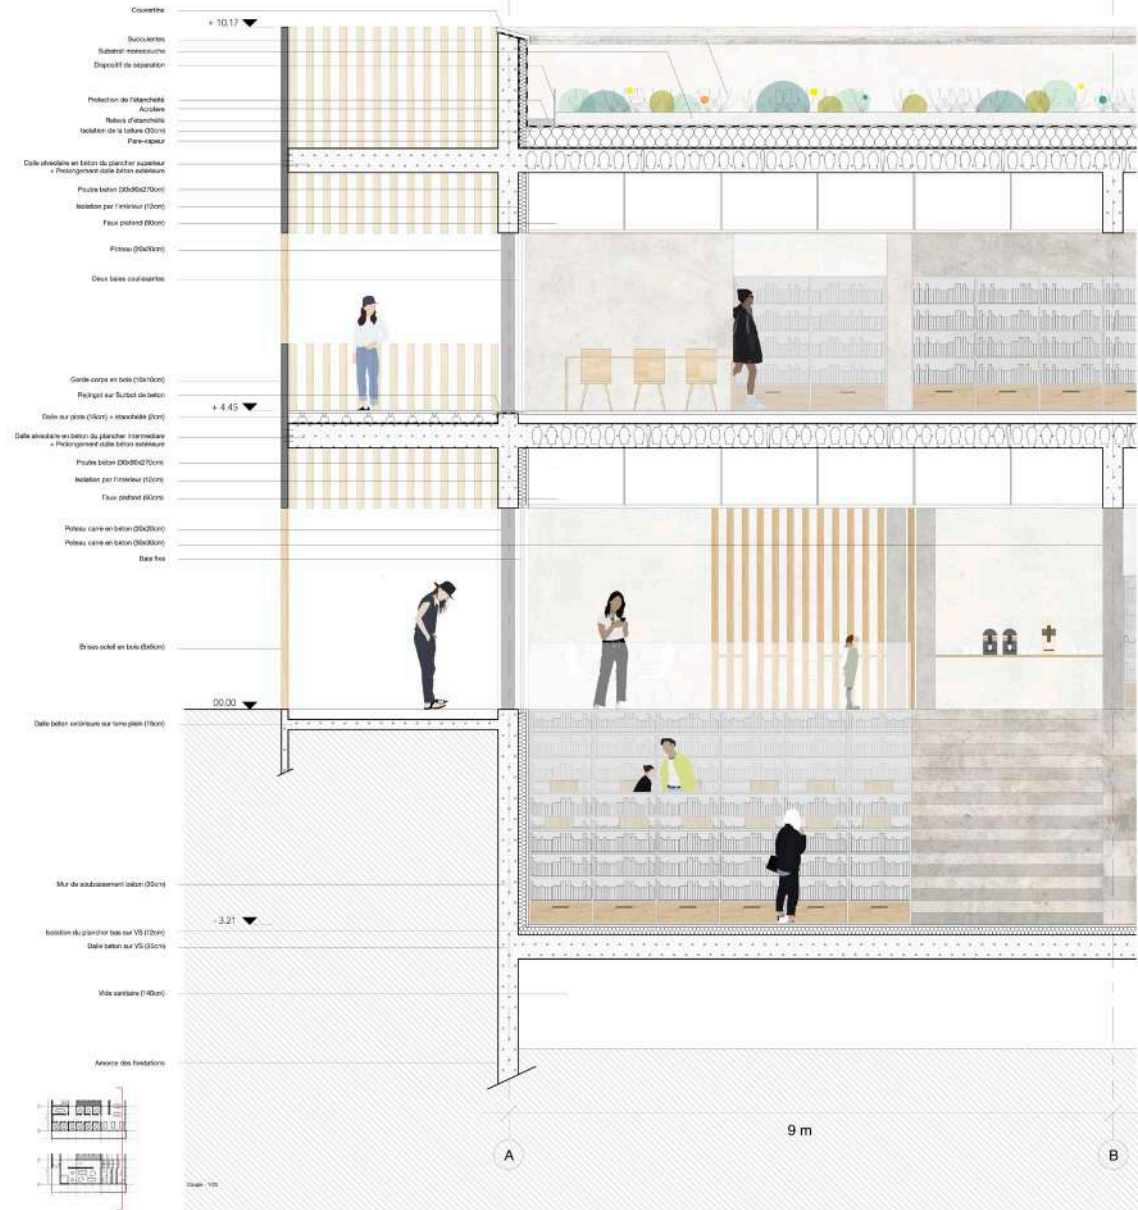 Couvertine
+ 10.17
Succulentes
Substrat monocouche
Dispositif de séparation
Protection de l'étanchéité
Acrotère
Relevé d'étanchéité
Isolation de la toiture (30cm)
Pare-vapeur
Dalle alvéolaire en béton du plancher supérieur
+ Prolongement dalle béton extérieure
Poutre béton (30x90x270cm)
Isolation par l'intérieur (12cm)
Faux plafond (90cm)
Poteau (20x20cm)
Deux baies coulissantes
Garde-corps en bois (10x10cm)
Rejingot sur Surbot de béton
+ 4.45
Dalle sur plots (15cm) + étanchéité (2cm)
Dalle alvéolaire en béton du plancher intermédiaire
+ Prolongement dalle béton extérieure
Poutre béton (30x90x270cm)
Isolation par l'intérieur (12cm)
Faux plafond (90cm)
Poteau carré en béton (20x20cm)
Poteau carré en béton (30x30cm)
Baie fixe
Brises soleil en bois (5x5cm)
00.00
Dalle béton extérieure sur terre plein (15cm)
Mur de soubassement béton (30cm)
- 3.21
Isolation du plancher bas sur VS (12cm)
Dalle béton sur VS (35cm)
Vide sanitaire (140cm)
Amorce des fondations
9 m
A
B